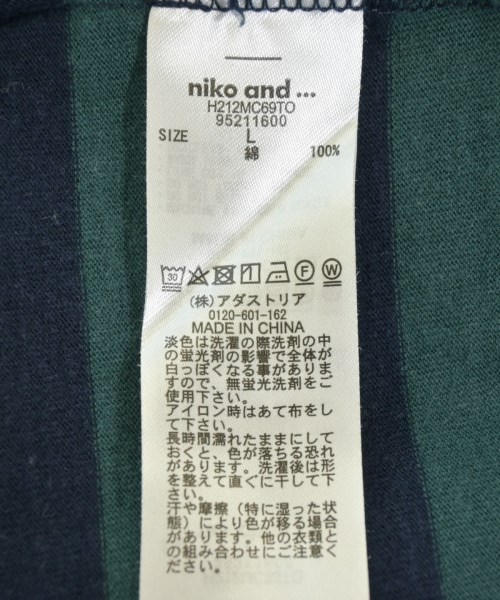 niko and ...
H212MC69TO
95211600
SIZE L
綿 100%
30 F W
(株)アダストリア
0120-601-162
MADE IN CHINA
淡色は洗濯の際洗剤の中
の蛍光剤の影響で全体が
白っぽくなる事がありま
すので、無蛍光洗剤をご
使用下さい。
アイロン時はあて布をし
て下さい。
長時間濡れたままにして
おくと、色が落ちる恐れ
があります。洗濯後は形
を整えて直ぐに干して下
さい。
汗や摩擦(特に湿った状
態)により色が移る場合
があります。他の衣類と
の組み合わせにご注意く
ださい。